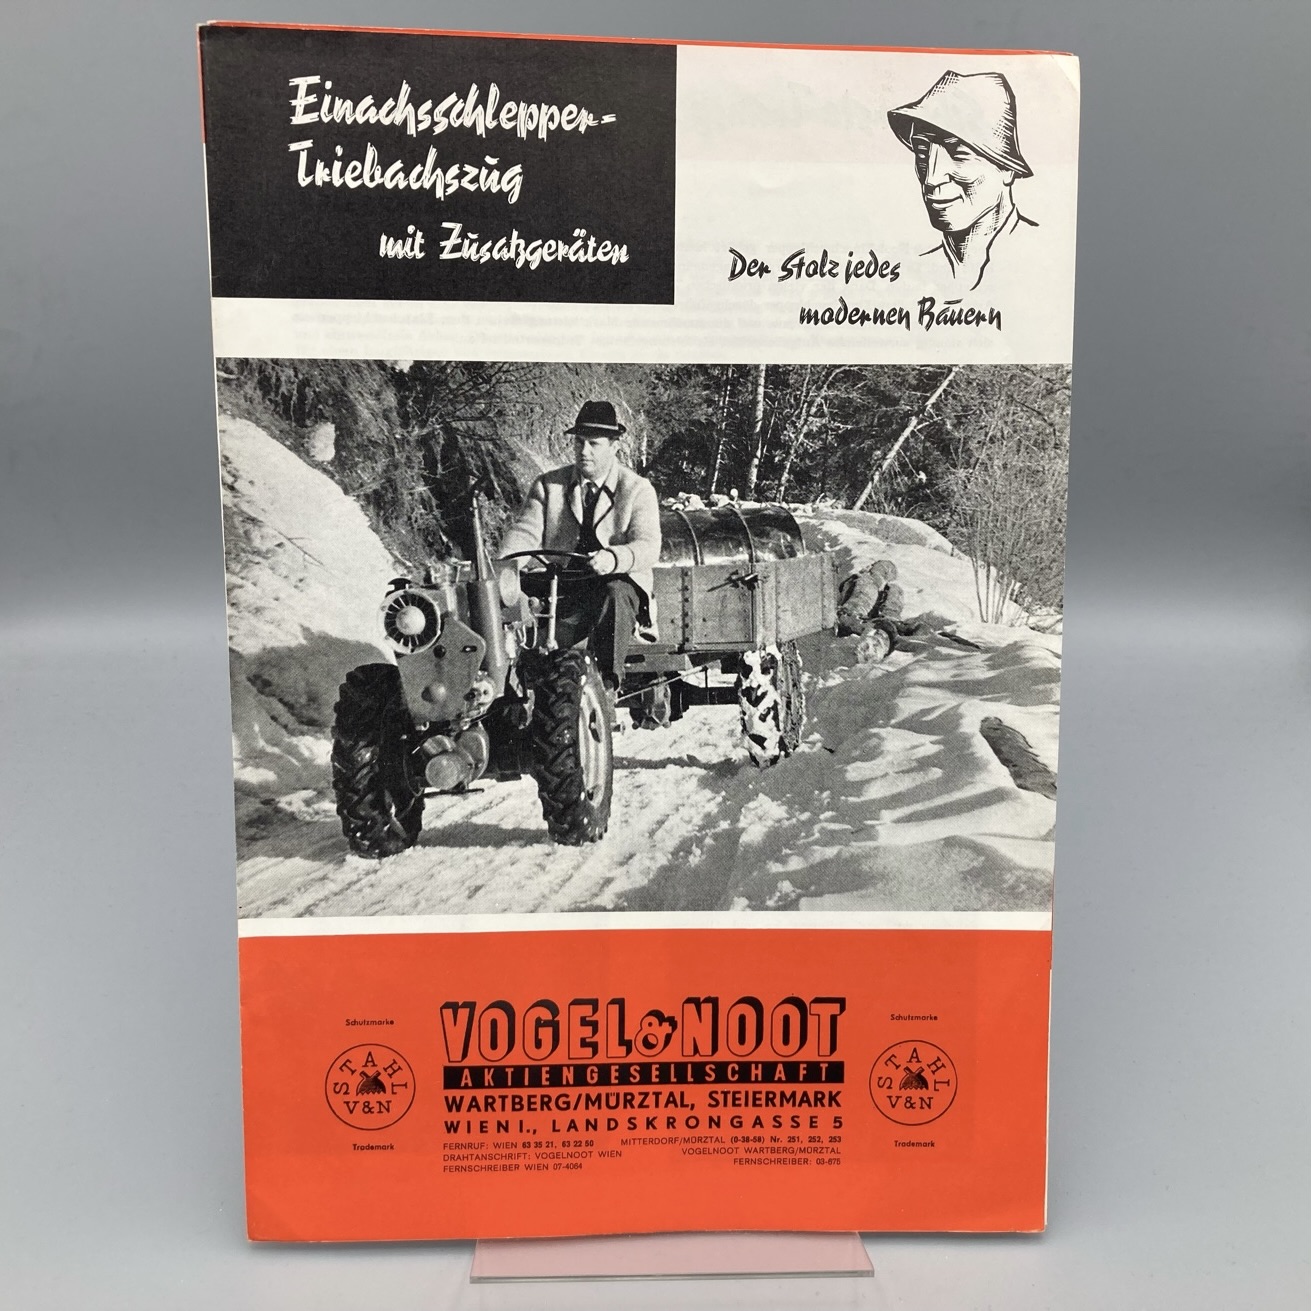 Einachsschlepper-
Triebachszug
mit Zusatzgeräten
Der Stolz jedes
modernen Bauern
Schutzmarke
STAHL
V&N
Trademark
VOGEL&NOOT
AKTIENGESELLSCHAFT
WARTBERG/MÜRZTAL, STEIERMARK
WIEN I., LANDSKRONGASSE 5
FERNRUF: WIEN 63 35 21, 63 22 50 MITTERDORF/MÜRZTAL (0-38-58) Nr. 251, 252, 253
DRAHTANSCHRIFT: VOGELNOOT WIEN VOGELNOOT WARTBERG/MÜRZTAL
FERNSCHREIBER WIEN 07-4064 FERNSCHREIBER: 03-675
Schutzmarke
STAHL
V&N
Trademark